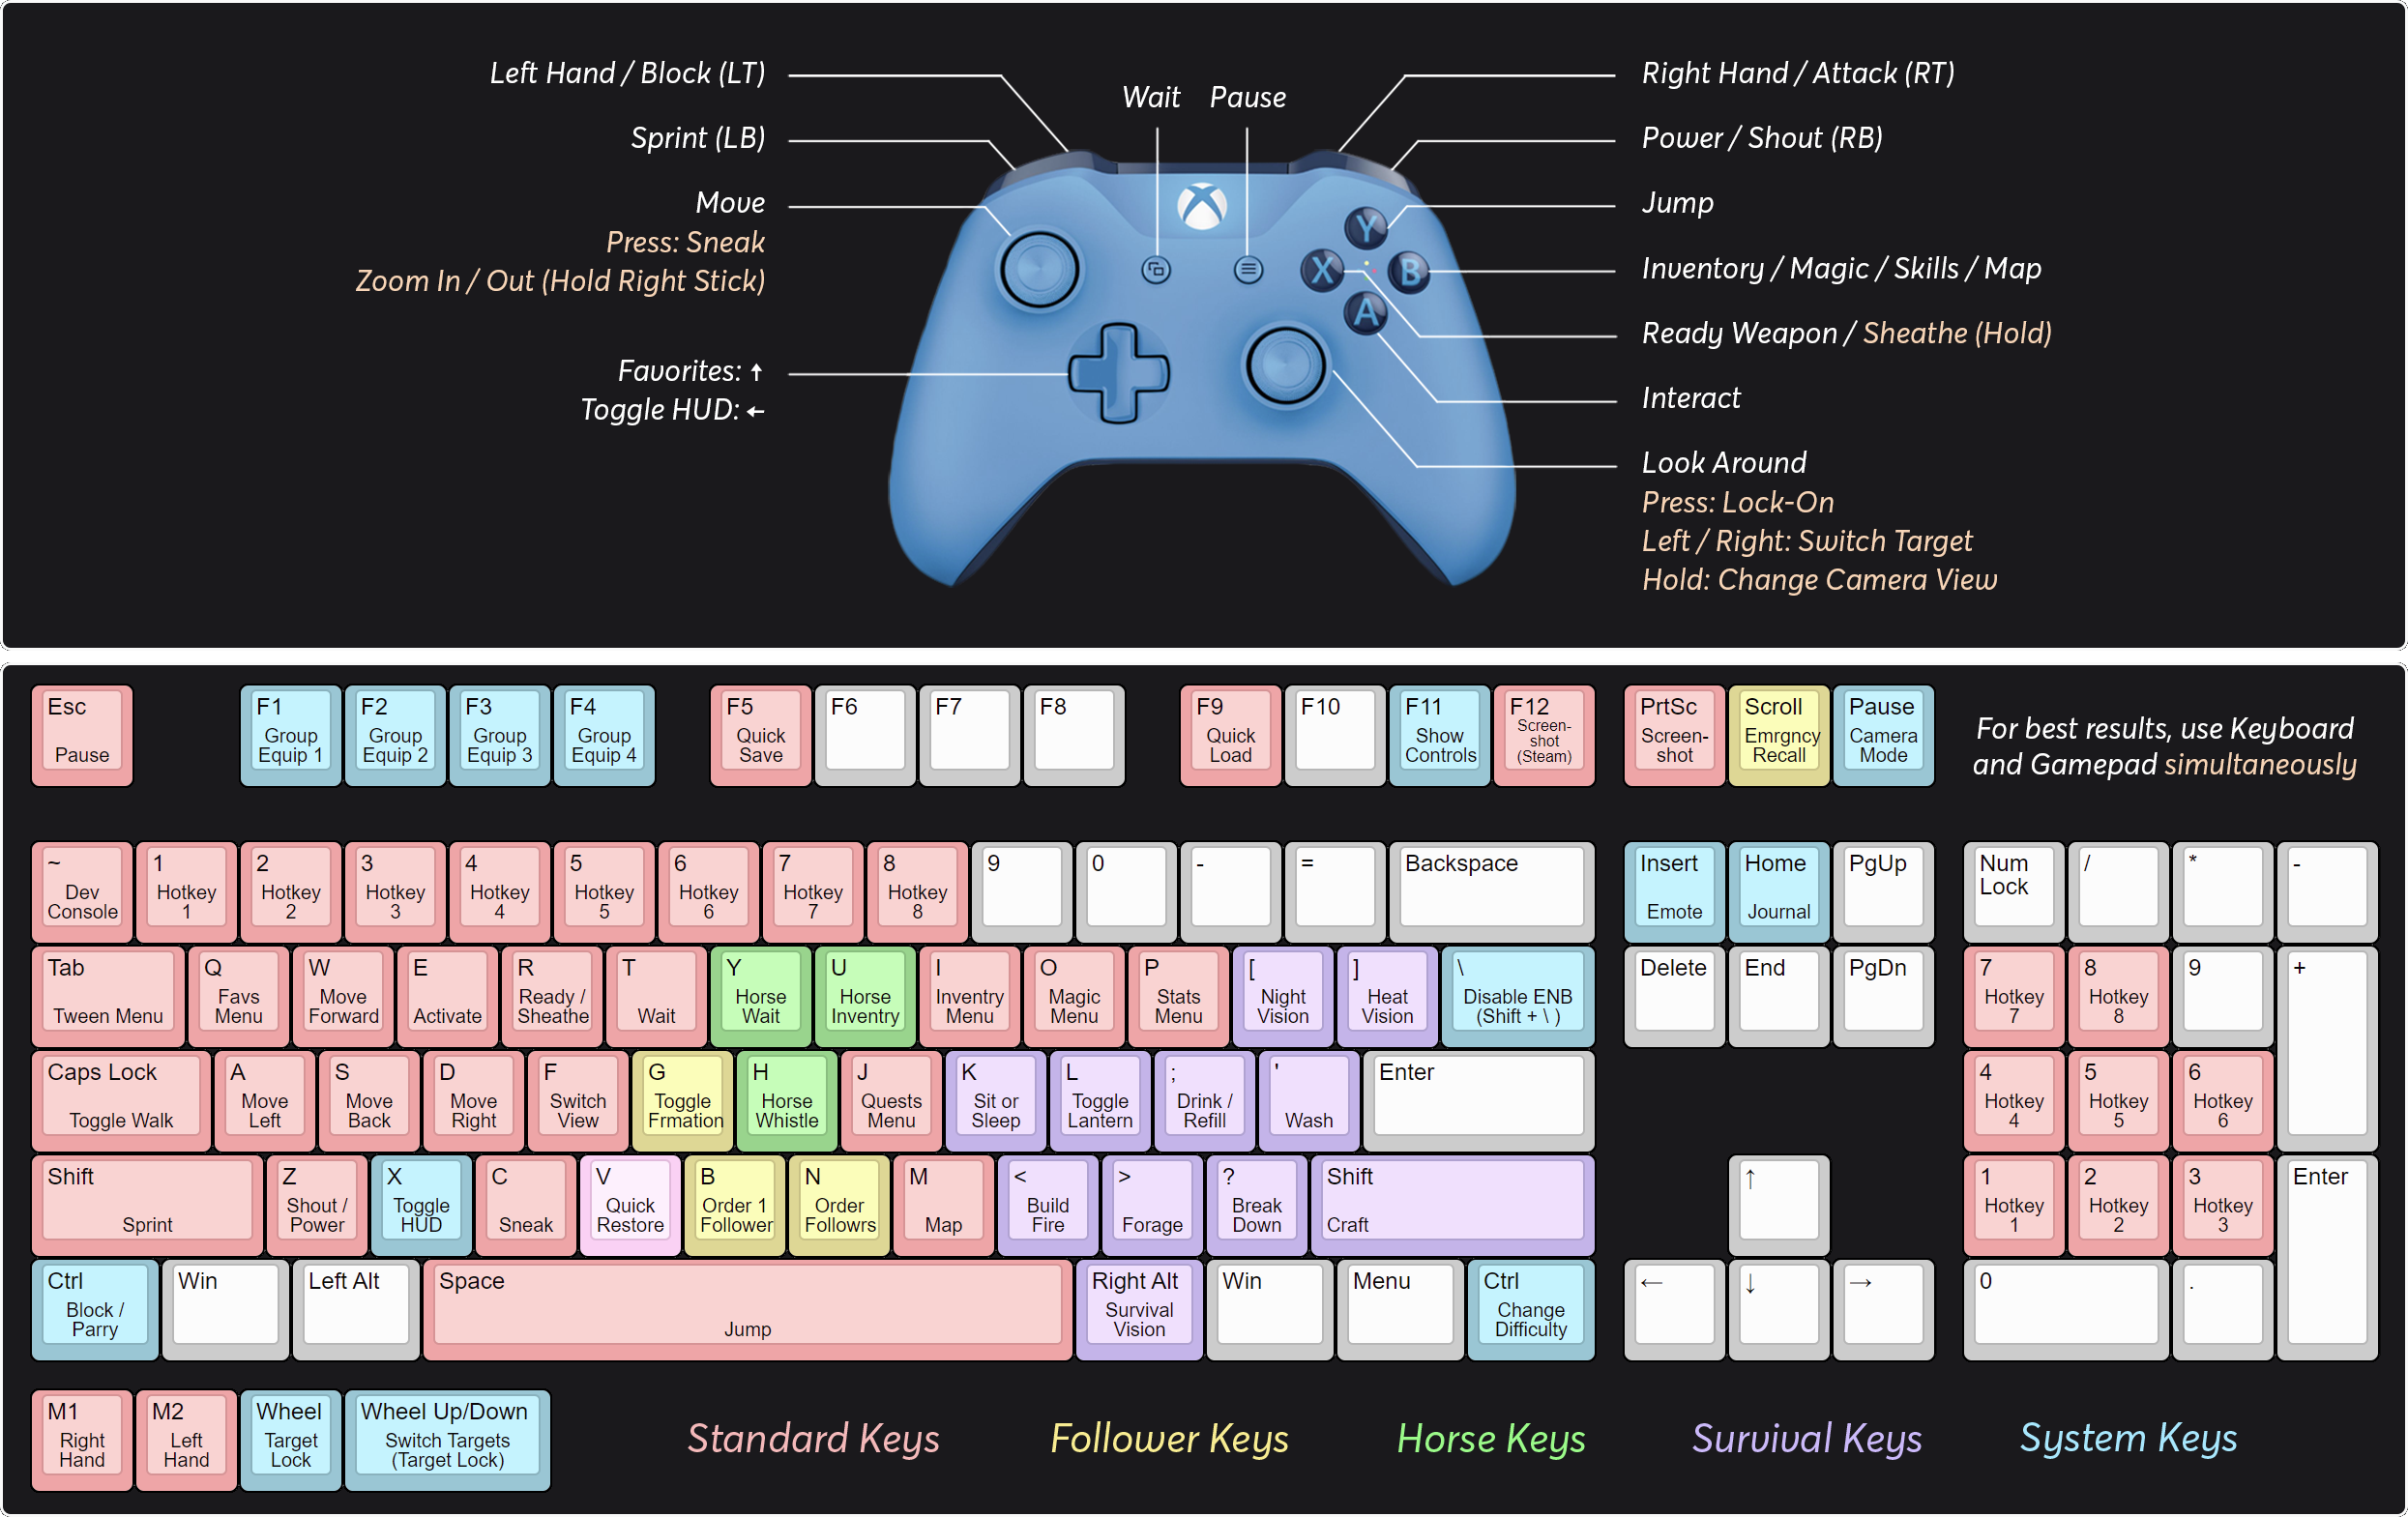 Left Hand / Block (LT)
Sprint (LB)
Move
Press: Sneak
Zoom In / Out (Hold Right Stick)
Favorites: ↑
Toggle HUD: ←
Wait
Pause
Y
X
B
A
Right Hand / Attack (RT)
Power / Shout (RB)
Jump
Inventory / Magic / Skills / Map
Ready Weapon / Sheathe (Hold)
Interact
Look Around
Press: Lock-On
Left / Right: Switch Target
Hold: Change Camera View
Esc
Pause
F1
Group
Equip 1
F2
Group
Equip 2
F3
Group
Equip 3
F4
Group
Equip 4
F5
Quick
Save
F6
F7
F8
F9
Quick
Load
F10
F11
Show
Controls
F12
Screen-
shot
(Steam)
PrtSc
Screen-
shot
Scroll
Emrgncy
Recall
Pause
Camera
Mode
For best results, use Keyboard
and Gamepad simultaneously
~
Dev
Console
1
Hotkey
1
2
Hotkey
2
3
Hotkey
3
4
Hotkey
4
5
Hotkey
5
6
Hotkey
6
7
Hotkey
7
8
Hotkey
8
9
0
-
=
Backspace
Insert
Emote
Home
Journal
PgUp
Num
Lock
/
*
-
Tab
Tween Menu
Q
Favs
Menu
W
Move
Forward
E
Activate
R
Ready /
Sheathe
T
Wait
Y
Horse
Wait
U
Horse
Inventry
I
Inventry
Menu
O
Magic
Menu
P
Stats
Menu
[
Night
Vision
]
Heat
Vision
\
Disable ENB
(Shift + \ )
Delete
End
PgDn
7
Hotkey
7
8
Hotkey
8
9
+
Caps Lock
Toggle Walk
A
Move
Left
S
Move
Back
D
Move
Right
F
Switch
View
G
Toggle
Frmation
H
Horse
Whistle
J
Quests
Menu
K
Sit or
Sleep
L
Toggle
Lantern
;
Drink /
Refill
'
Wash
Enter
4
Hotkey
4
5
Hotkey
5
6
Hotkey
6
Shift
Sprint
Z
Shout /
Power
X
Toggle
HUD
C
Sneak
V
Quick
Restore
B
Order 1
Follower
N
Order
Followrs
M
Map
<
Build
Fire
>
Forage
?
Break
Down
Shift
Craft
↑
1
Hotkey
1
2
Hotkey
2
3
Hotkey
3
Enter
Ctrl
Block /
Parry
Win
Left Alt
Space
Jump
Right Alt
Survival
Vision
Win
Menu
Ctrl
Change
Difficulty
←
↓
→
0
.
M1
Right
Hand
M2
Left
Hand
Wheel
Target
Lock
Wheel Up/Down
Switch Targets
(Target Lock)
Standard Keys
Follower Keys
Horse Keys
Survival Keys
System Keys